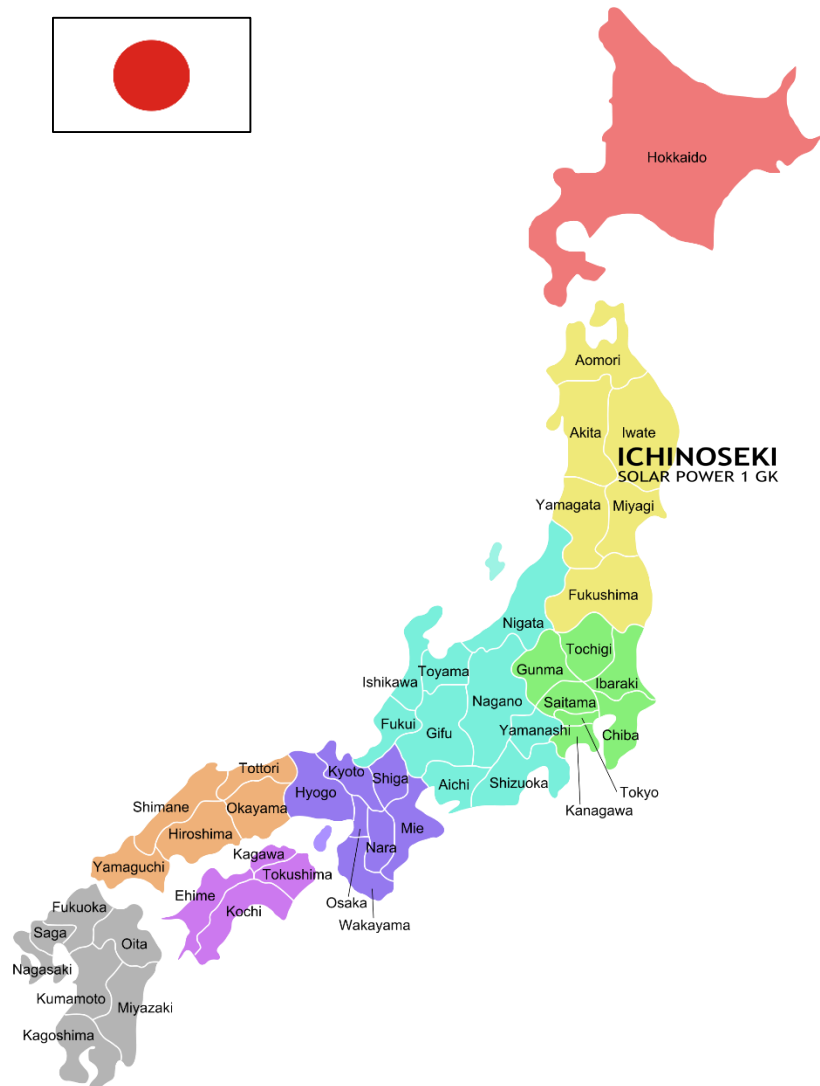 Hokkaido
Aomori
Akita
Iwate
ICHINOSEKI
SOLAR POWER 1 GK
Yamagata
Miyagi
Fukushima
Nigata
Tochigi
Toyama
Gunma
Ishikawa
Ibaraki
Nagano
Saitama
Fukui
Gifu
Yamanashi
Chiba
Tottori
Kyoto
Shiga
Aichi
Shizuoka
Tokyo
Hyogo
Kanagawa
Shimane
Okayama
Hiroshima
Mie
Nara
Kagawa
Yamaguchi
Tokushima
Ehime
Osaka
Fukuoka
Kochi
Wakayama
Saga
Oita
Nagasaki
Kumamoto
Miyazaki
Kagoshima